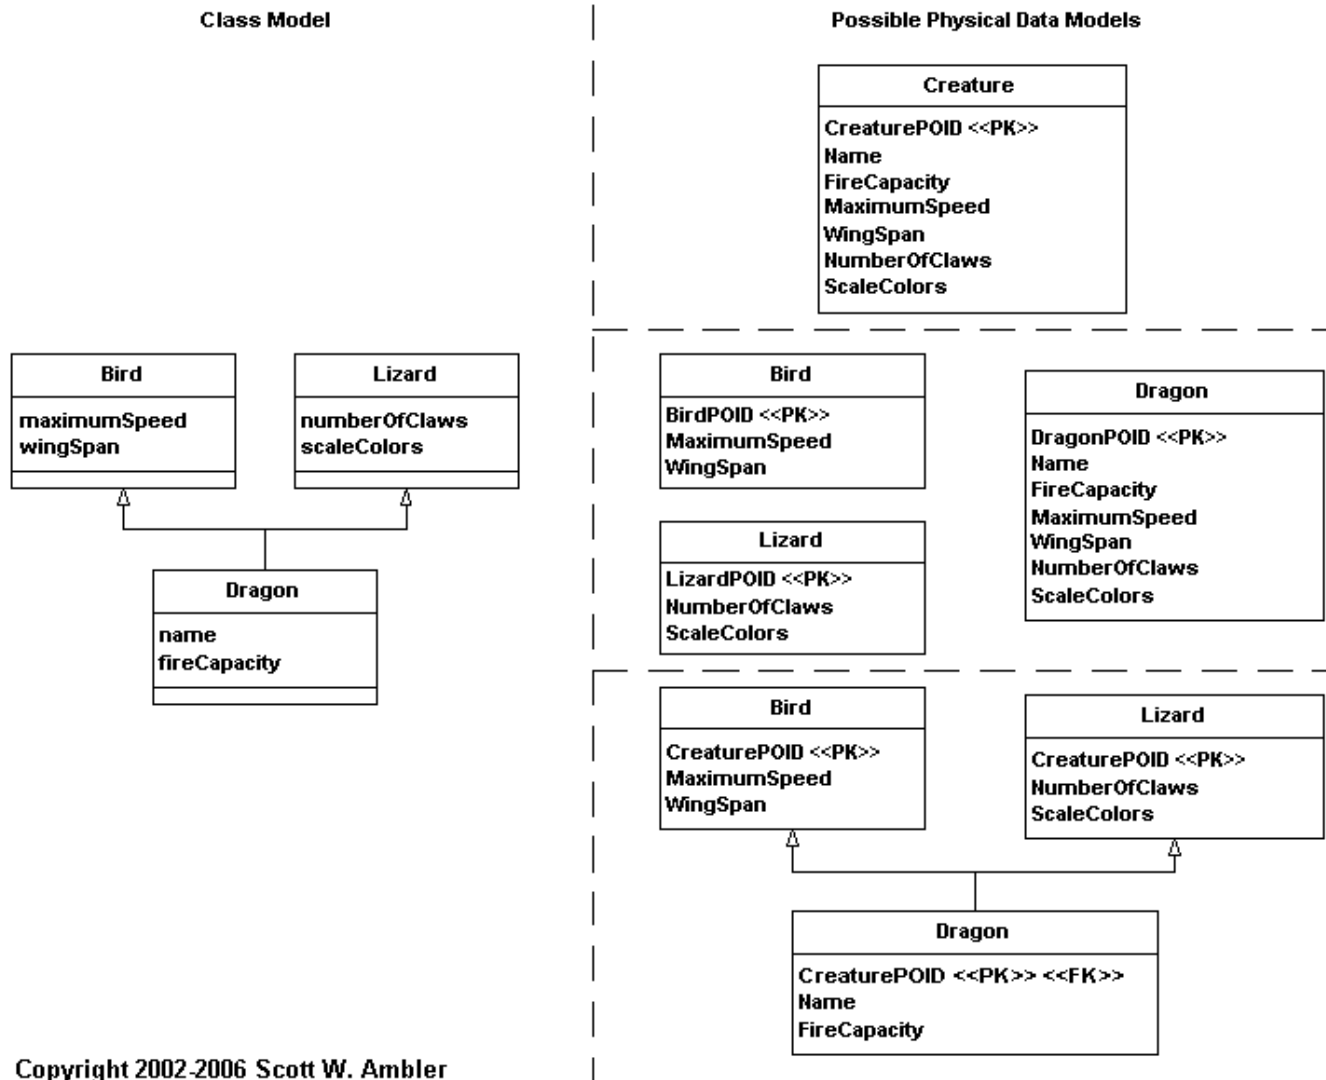 Class Model
Possible Physical Data Models
Creature
CreaturePOID <<PK>>
Name
FireCapacity
MaximumSpeed
WingSpan
NumberOfClaws
ScaleColors
Bird
maximumSpeed
wingSpan
Lizard
numberOfClaws
scaleColors
Dragon
name
fireCapacity
Bird
BirdPOID <<PK>>
MaximumSpeed
WingSpan
Lizard
LizardPOID <<PK>>
NumberOfClaws
ScaleColors
Dragon
DragonPOID <<PK>>
Name
FireCapacity
MaximumSpeed
WingSpan
NumberOfClaws
ScaleColors
Bird
CreaturePOID <<PK>>
MaximumSpeed
WingSpan
Lizard
CreaturePOID <<PK>>
NumberOfClaws
ScaleColors
Dragon
CreaturePOID <<PK>> <<FK>>
Name
FireCapacity
Copyright 2002-2006 Scott W. Ambler